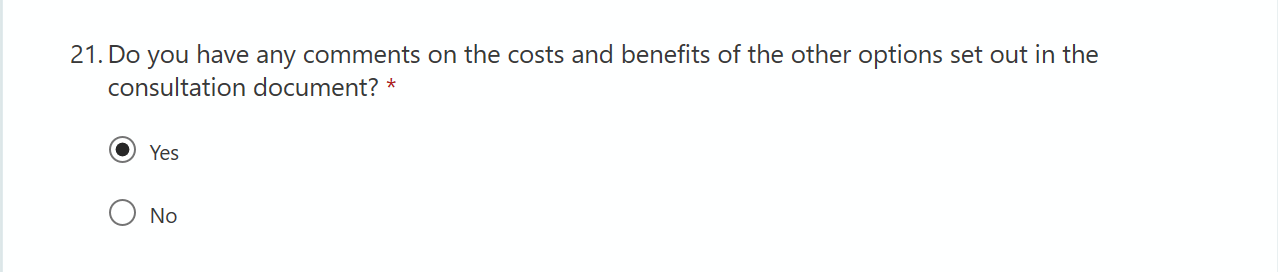 21. Do you have any comments on the costs and benefits of the other options set out in the
consultation document? *
Yes
No